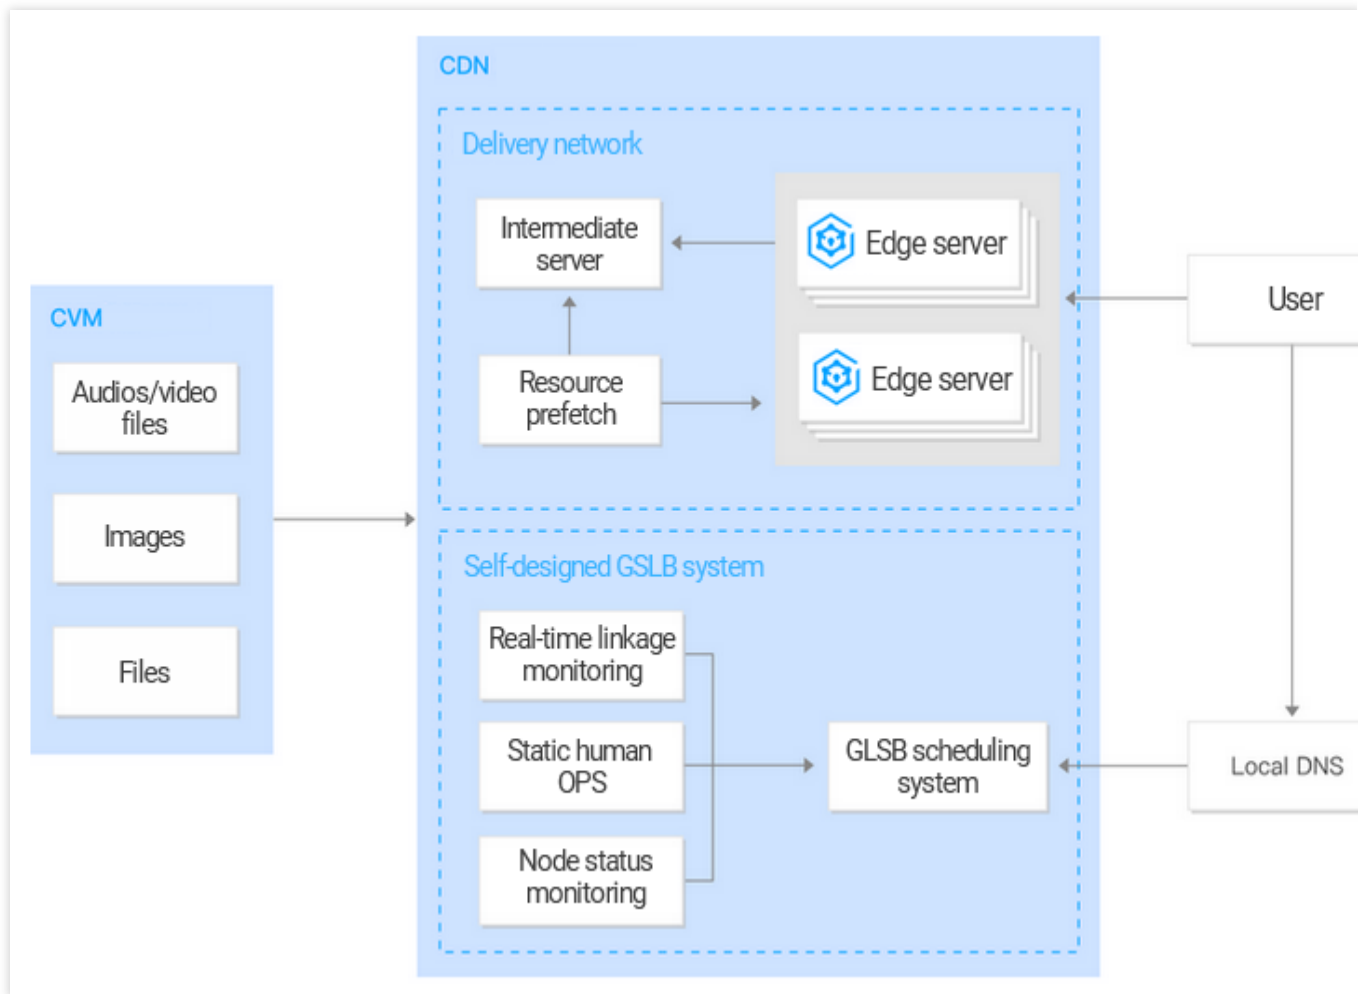 CDN
Delivery network
Intermediate
server
Edge server
Resource
prefetch
Edge server
User
CVM
Audios/video
files
Images
Files
Self-designed GSLB system
Real-time linkage
monitoring
Static human
OPS
Node status
monitoring
GLSB scheduling
system
Local DNS